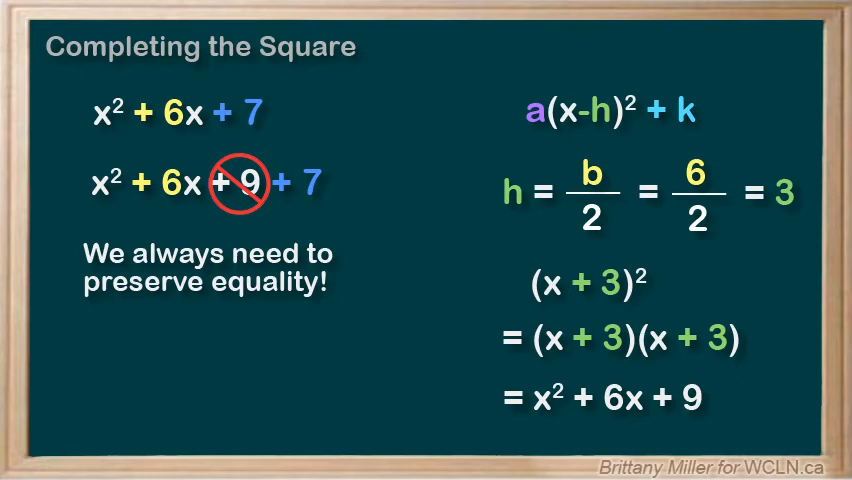 Completing the Square
x² + 6x + 7
x² + 6x + 9 + 7
We always need to
preserve equality!
a(x-h)² + k
h = b/2 = 6/2 = 3
(x + 3)²
= (x + 3)(x + 3)
= x² + 6x + 9
Brittany Miller for WCLN.ca